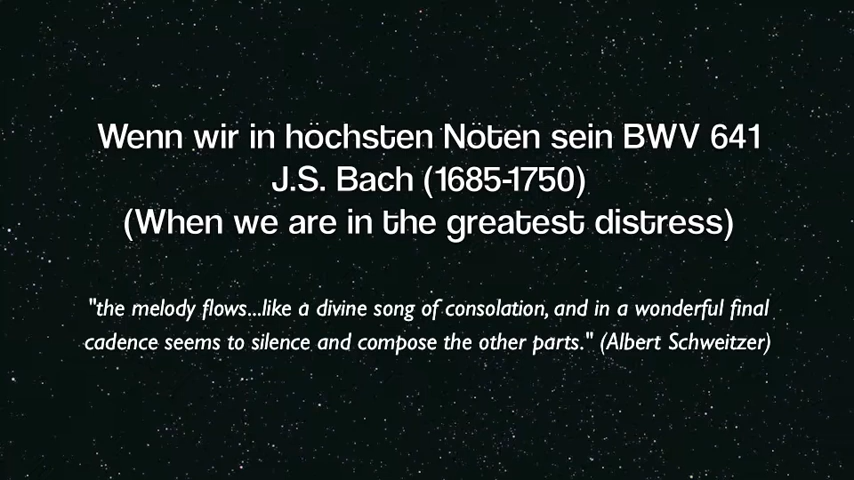 Wenn wir in höchsten Nöten sein BWV 641
J.S. Bach (1685-1750)
(When we are in the greatest distress)
"the melody flows...like a divine song of consolation, and in a wonderful final
cadence seems to silence and compose the other parts." (Albert Schweitzer)